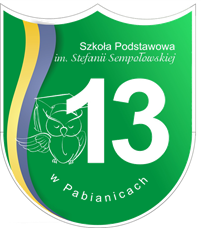 Szkoła Podstawowa
im. Stefanii Sempołowskiej
13
w Pabianicach